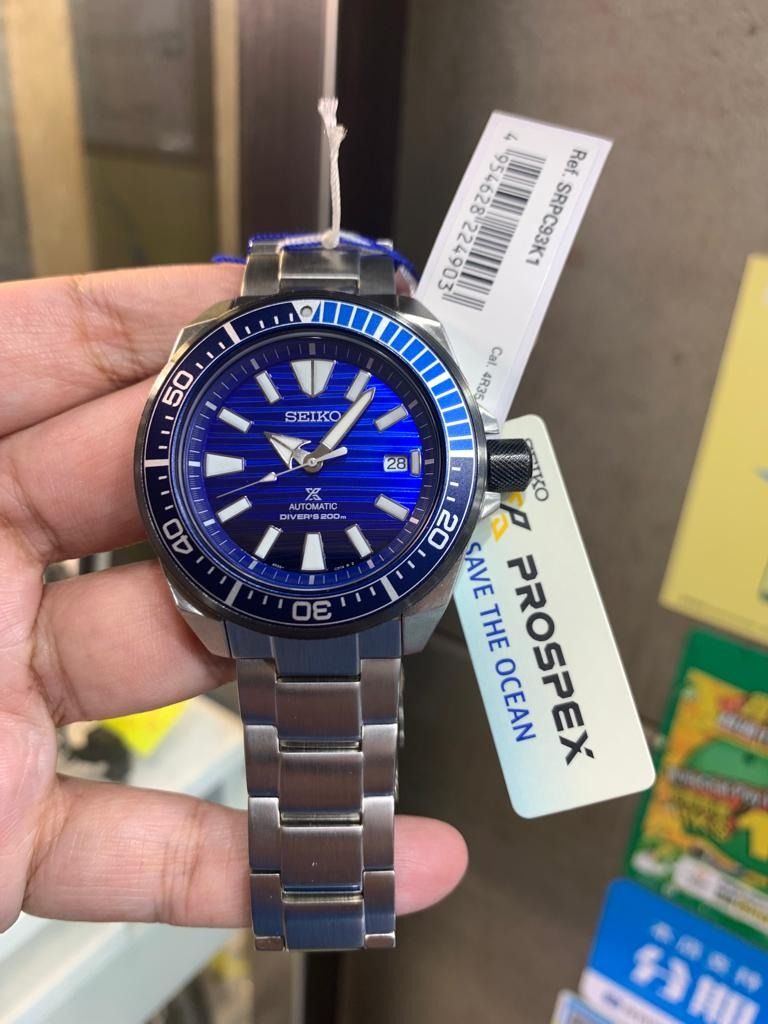 Ref. SRPC93K1
4 954628 224903
Cal. 4R35
SEIKO
28
AUTOMATIC
DIVER'S 200m
50
40
30
20
SEIKO
PROSPEX
SAVE THE OCEAN